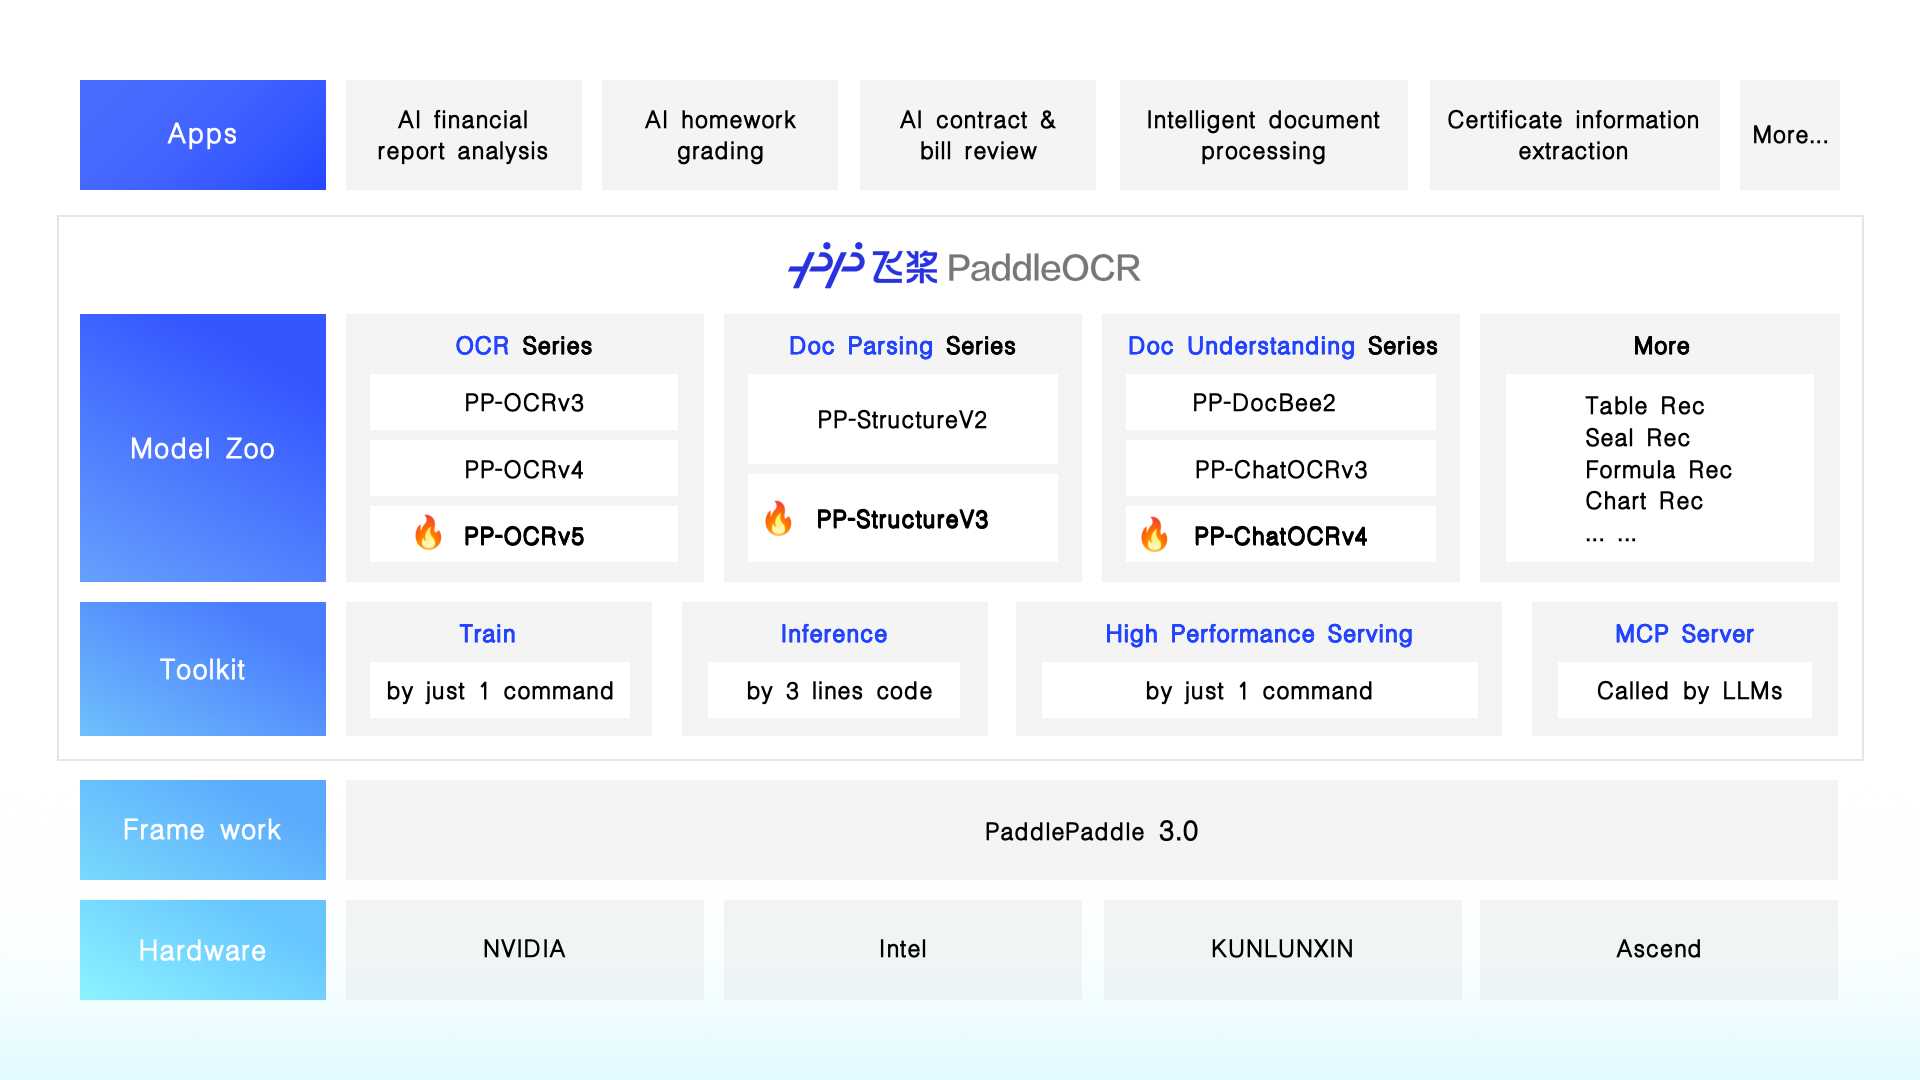 Apps
AI financial
report analysis
AI homework
grading
AI contract &
bill review
Intelligent document
processing
Certificate information
extraction
More...
飞桨 PaddleOCR
Model Zoo
OCR Series
PP-OCRv3
PP-OCRv4
PP-OCRv5
Doc Parsing Series
PP-StructureV2
PP-StructureV3
Doc Understanding Series
PP-DocBee2
PP-ChatOCRv3
PP-ChatOCRv4
More
Table Rec
Seal Rec
Formula Rec
Chart Rec
... ...
Toolkit
Train
by just 1 command
Inference
by 3 lines code
High Performance Serving
by just 1 command
MCP Server
Called by LLMs
Frame work
PaddlePaddle 3.0
Hardware
NVIDIA
Intel
KUNLUNXIN
Ascend